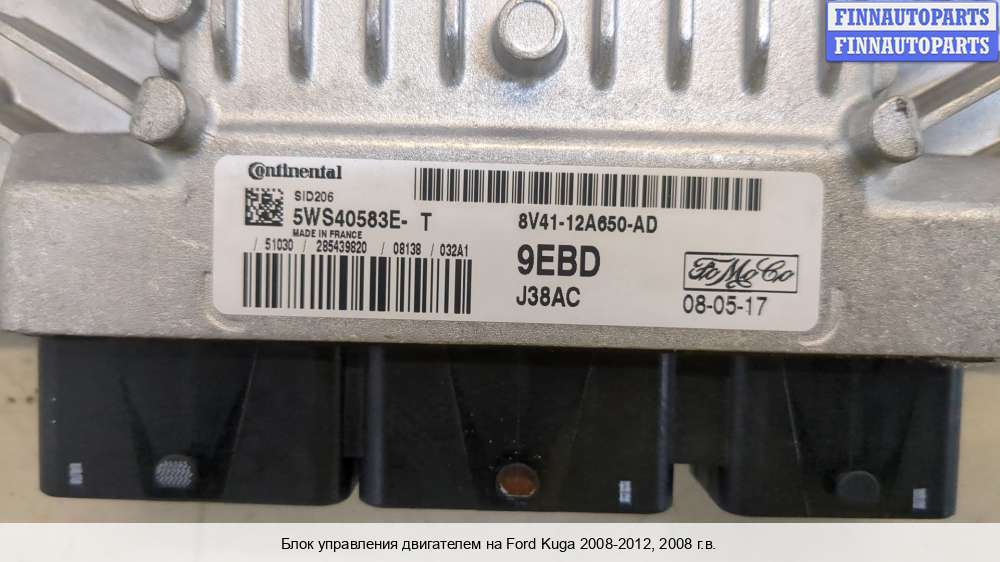 FINNAUTOPARTS
FINNAUTOPARTS
Continental
SID206
5WS40583E- T
MADE IN FRANCE
/ 51030 / 285439820 / 08138 / 032A1
8V41-12A650-AD
9EBD
J38AC
FoMoCo
08-05-17
Блок управления двигателем на Ford Kuga 2008-2012, 2008 г.в.